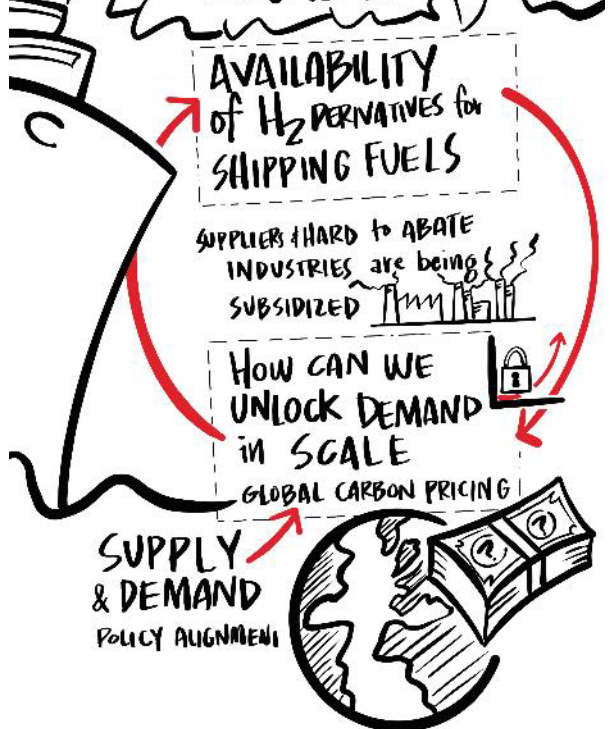 AVAILABILITY
of H2 DERIVATIVES for
SHIPPING FUELS
SUPPLIERS & HARD to ABATE
INDUSTRIES are being
SUBSIDIZED
HOW CAN WE
UNLOCK DEMAND
in SCALE
GLOBAL CARBON PRICING
SUPPLY
& DEMAND
POLICY ALIGNMENT
? ?